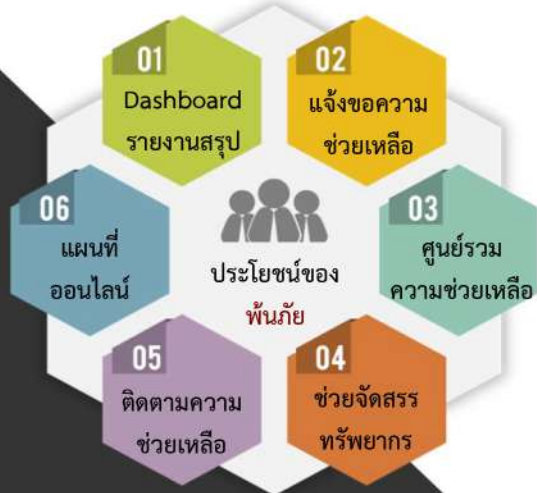 01
Dashboard
รายงานสรุป
02
แจ้งขอความ
ช่วยเหลือ
03
ศูนย์รวม
ความช่วยเหลือ
04
ช่วยจัดสรร
ทรัพยากร
05
ติดตามความ
ช่วยเหลือ
06
แผนที่
ออนไลน์
ประโยชน์ของ
พ้นภัย